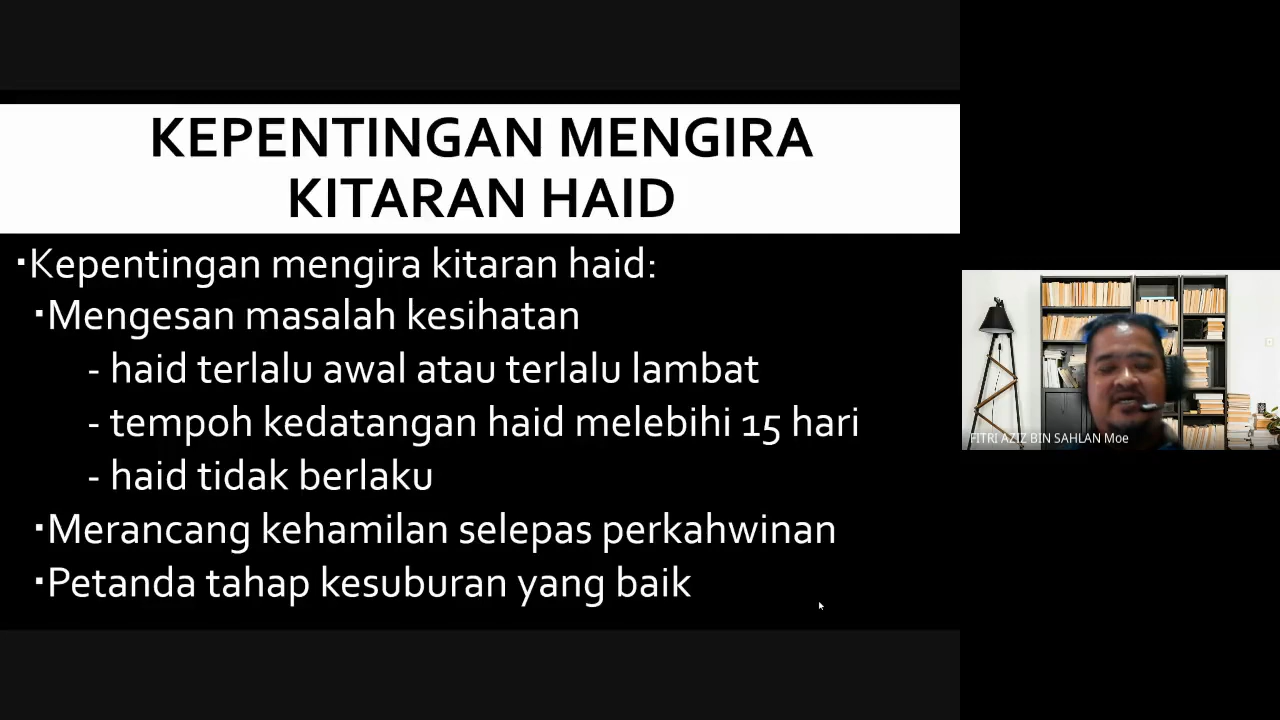 KEPENTINGAN MENGIRA
KITARAN HAID
▪Kepentingan mengira kitaran haid:
▪Mengesan masalah kesihatan
- haid terlalu awal atau terlalu lambat
- tempoh kedatangan haid melebihi 15 hari
- haid tidak berlaku
▪Merancang kehamilan selepas perkahwinan
▪Petanda tahap kesuburan yang baik
FITRI AZIZ BIN SAHLAN Moe